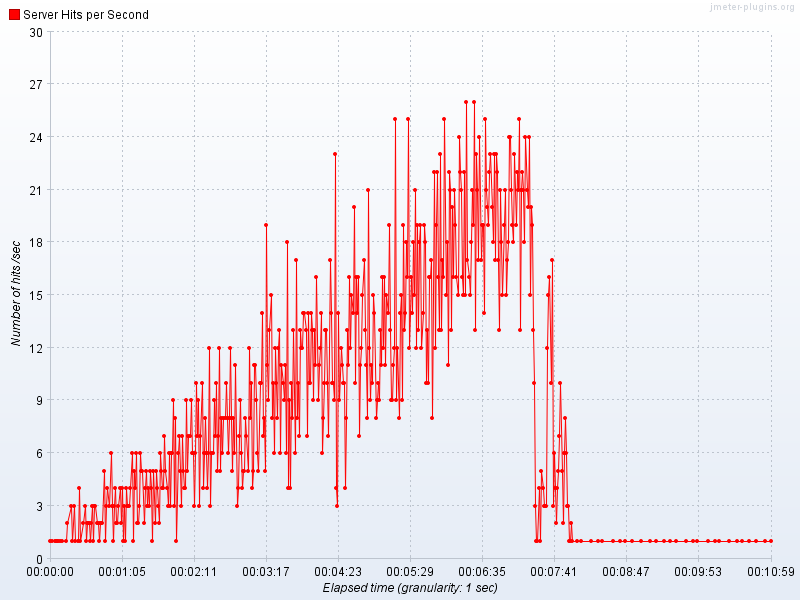 Server Hits per Second
jmeter-plugins.org
30
27
24
21
18
15
12
9
6
3
0
Number of hits /sec
00:00:00 00:01:05 00:02:11 00:03:17 00:04:23 00:05:29 00:06:35 00:07:41 00:08:47 00:09:53 00:10:59
Elapsed time (granularity: 1 sec)